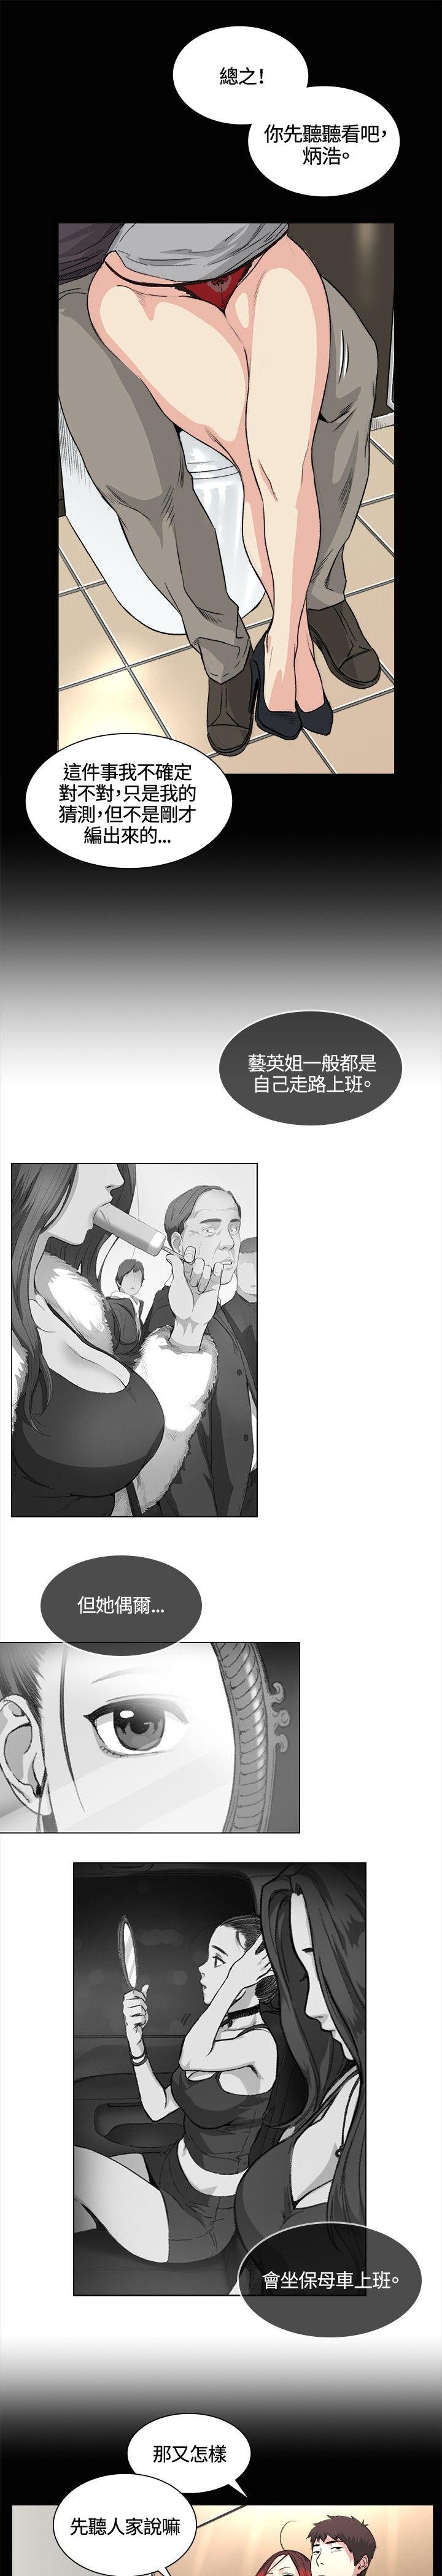 總之!
你先聽聽看吧，
炳浩。
這件事我不確定
對不對，只是我的
猜測，但不是剛才
編出來的...
藝英姐一般都是
自己走路上班。
但她偶爾...
會坐保母車上班。
那又怎樣
先聽人家說嘛